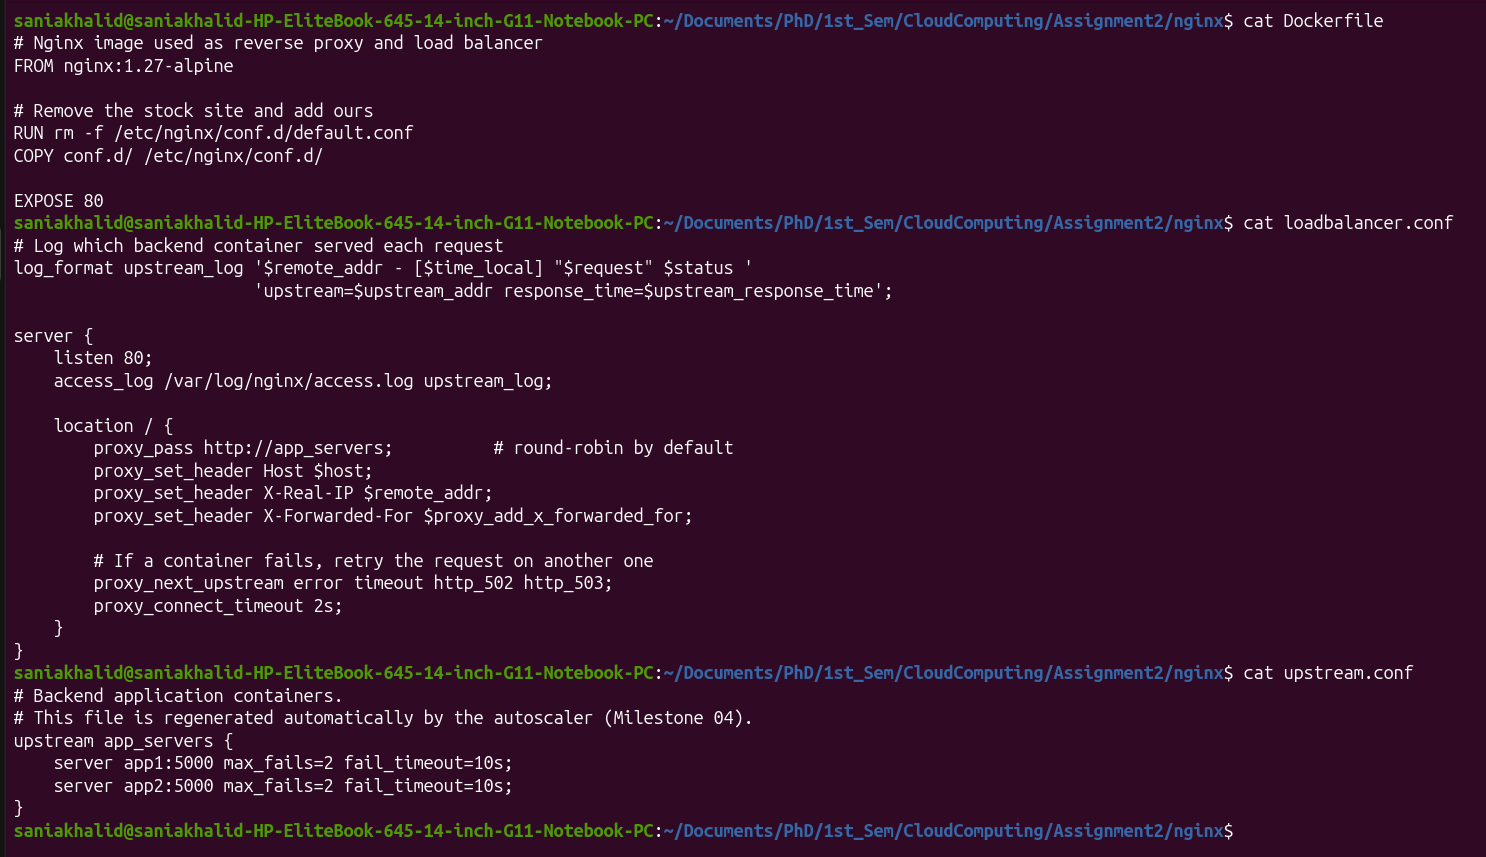 saniakhalid@saniakhalid-HP-EliteBook-645-14-inch-G11-Notebook-PC:~/Documents/PhD/1st_Sem/CloudComputing/Assignment2/nginx$ cat Dockerfile
# Nginx image used as reverse proxy and load balancer
FROM nginx:1.27-alpine

# Remove the stock site and add ours
RUN rm -f /etc/nginx/conf.d/default.conf
COPY conf.d/ /etc/nginx/conf.d/

EXPOSE 80
saniakhalid@saniakhalid-HP-EliteBook-645-14-inch-G11-Notebook-PC:~/Documents/PhD/1st_Sem/CloudComputing/Assignment2/nginx$ cat loadbalancer.conf
# Log which backend container served each request
log_format upstream_log '$remote_addr - [$time_local] "$request" $status '
                        'upstream=$upstream_addr response_time=$upstream_response_time';

server {
    listen 80;
    access_log /var/log/nginx/access.log upstream_log;

    location / {
        proxy_pass http://app_servers;          # round-robin by default
        proxy_set_header Host $host;
        proxy_set_header X-Real-IP $remote_addr;
        proxy_set_header X-Forwarded-For $proxy_add_x_forwarded_for;

        # If a container fails, retry the request on another one
        proxy_next_upstream error timeout http_502 http_503;
        proxy_connect_timeout 2s;
    }
}
saniakhalid@saniakhalid-HP-EliteBook-645-14-inch-G11-Notebook-PC:~/Documents/PhD/1st_Sem/CloudComputing/Assignment2/nginx$ cat upstream.conf
# Backend application containers.
# This file is regenerated automatically by the autoscaler (Milestone 04).
upstream app_servers {
    server app1:5000 max_fails=2 fail_timeout=10s;
    server app2:5000 max_fails=2 fail_timeout=10s;
}
saniakhalid@saniakhalid-HP-EliteBook-645-14-inch-G11-Notebook-PC:~/Documents/PhD/1st_Sem/CloudComputing/Assignment2/nginx$